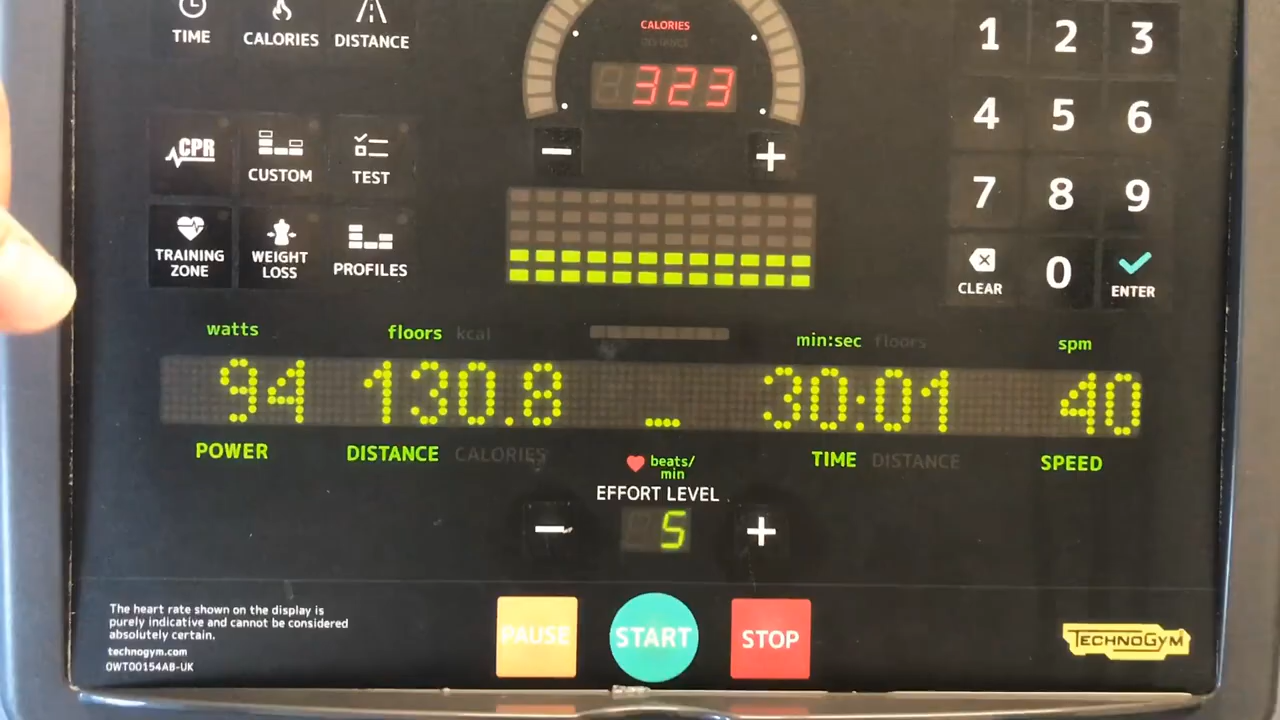 TIME CALORIES DISTANCE
CALORIES
DISTANCE
323
1 2 3
4 5 6
7 8 9
CLEAR 0 ENTER
CPR CUSTOM TEST
TRAINING ZONE WEIGHT LOSS PROFILES
watts floors kcal min:sec floors spm
94 130.8 _ 30:01 40
POWER DISTANCE CALORIES beats/min TIME DISTANCE SPEED
EFFORT LEVEL
5
PAUSE START STOP
The heart rate shown on the display is
purely indicative and cannot be considered
absolutely certain.
technogym.com
0WT00154AB-UK
TECHNOGYM